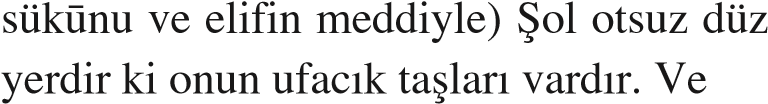 sükūnu ve elifin meddiyle) Şol otsuz düz
yerdir ki onun ufacık taşları vardır. Ve